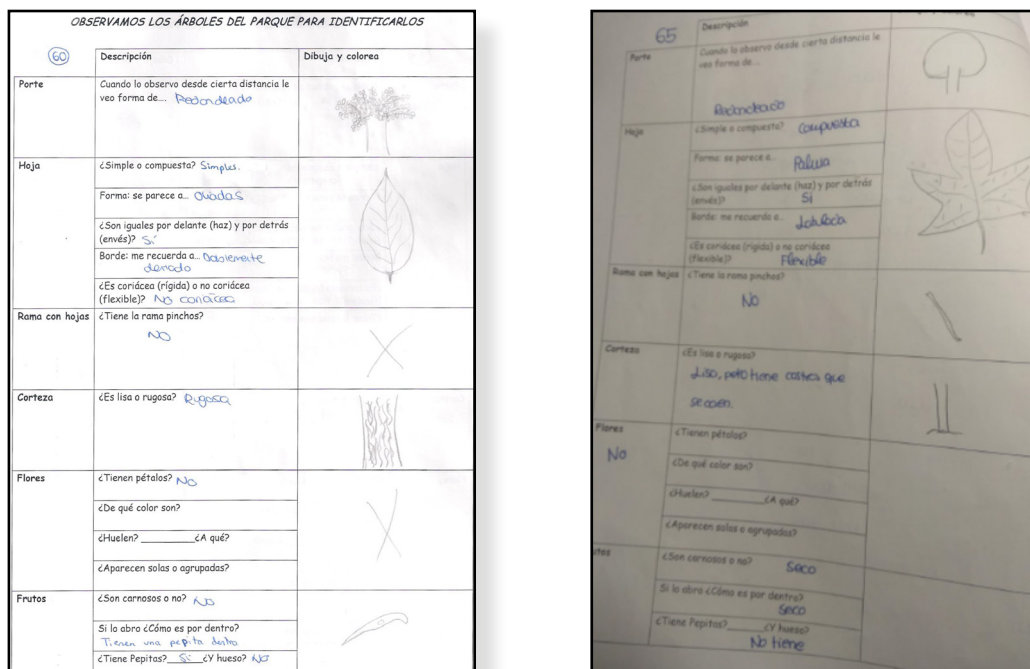 OBSERVAMOS LOS ÁRBOLES DEL PARQUE PARA IDENTIFICARLOS
60
Descripción
Dibuja y colorea
Porte
Cuando lo observo desde cierta distancia le
veo forma de... Redondeado
Hoja
¿Simple o compuesta? Simples.
Forma: se parece a... Ovadas
¿Son iguales por delante (haz) y por detrás
(envés)? Sí
Borde: me recuerda a...
¿Es coriácea (rígida) o no coriácea
(flexible)? No coriácea
Rama con hojas
¿Tiene la rama pinchos?
NO
Corteza
¿Es lisa o rugosa? Rugosa
Flores
¿Tienen pétalos? No
¿De qué color son?
¿Huelen? __________¿A qué?
¿Aparecen solas o agrupadas?
Frutos
¿Son carnosos o no? NO
Si lo abro ¿Cómo es por dentro?
Tienen una pepita dentro
¿Tiene Pepitas?__Sí__¿Y hueso? NO
65
Descripción
Porte
Cuando lo observo desde cierta distancia le
veo forma de...
Redondeado
Hoja
¿Simple o compuesta? Compuesta
Forma: se parece a... Palma
¿Son iguales por delante (haz) y por detrás
(envés)? SI
Borde: me recuerda a...
¿Es coriácea (rígida) o no coriácea
(flexible)? Flexible
Rama con hojas
¿Tiene la rama pinchos?
No
Corteza
¿Es lisa o rugosa?
Liso, pero tiene que
se caen.
Flores
No
¿Tienen pétalos?
¿De qué color son?
¿Huelen? __________¿A qué?
¿Aparecen solas o agrupadas?
utos
¿Son carnosos o no? Seco
Si lo abro ¿Cómo es por dentro?
Seco
¿Tiene Pepitas?_______¿Y hueso?
No tiene